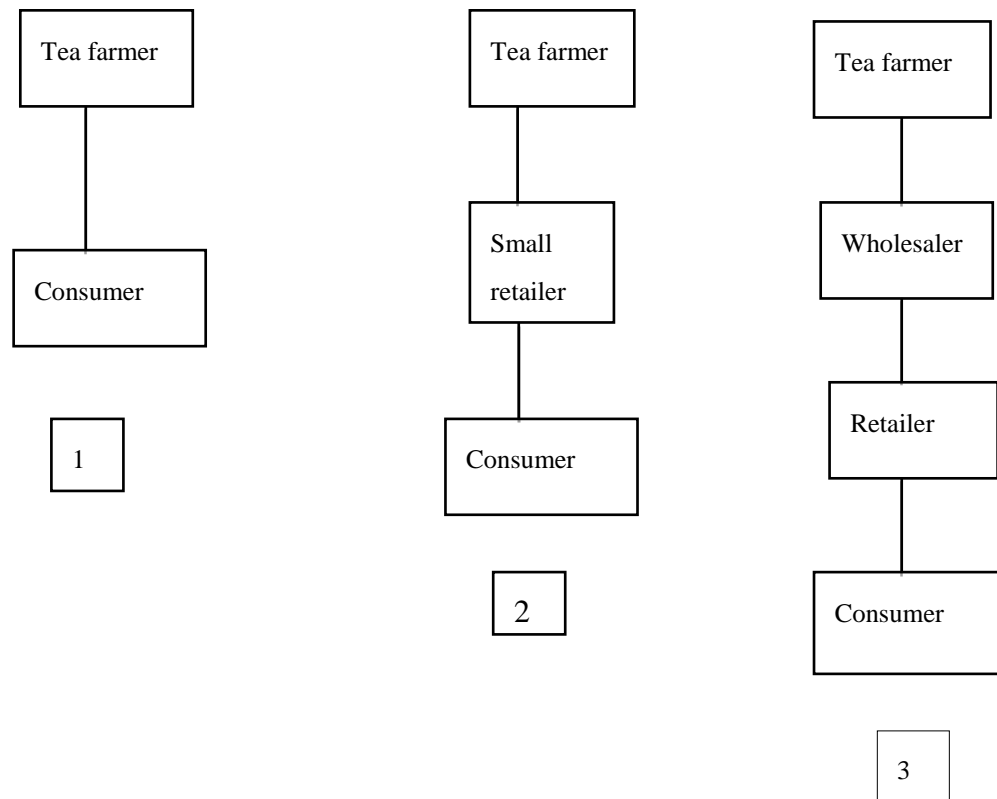 Tea farmer
Consumer
1
Tea farmer
Small
retailer
Consumer
2
Tea farmer
Wholesaler
Retailer
Consumer
3